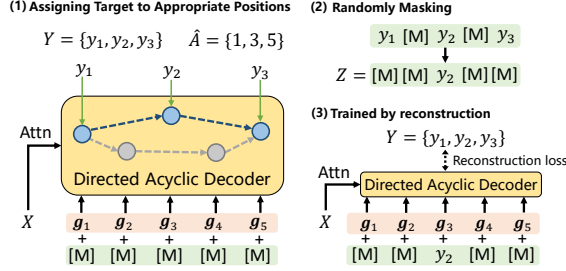 (1) Assigning Target to Appropriate Positions
Y = {y₁, y₂, y₃} Â = {1, 3, 5}
y₁ y₂ y₃
Attn
Directed Acyclic Decoder
X
g₁ g₂ g₃ g₄ g₅
+ + + + +
[M] [M] [M] [M] [M]
(2) Randomly Masking
y₁ [M] y₂ [M] y₃
Z = [M] [M] y₂ [M] [M]
(3) Trained by reconstruction
Y = {y₁, y₂, y₃}
Reconstruction loss
Attn
Directed Acyclic Decoder
X
g₁ g₂ g₃ g₄ g₅
+ + + + +
[M] [M] y₂ [M] [M]